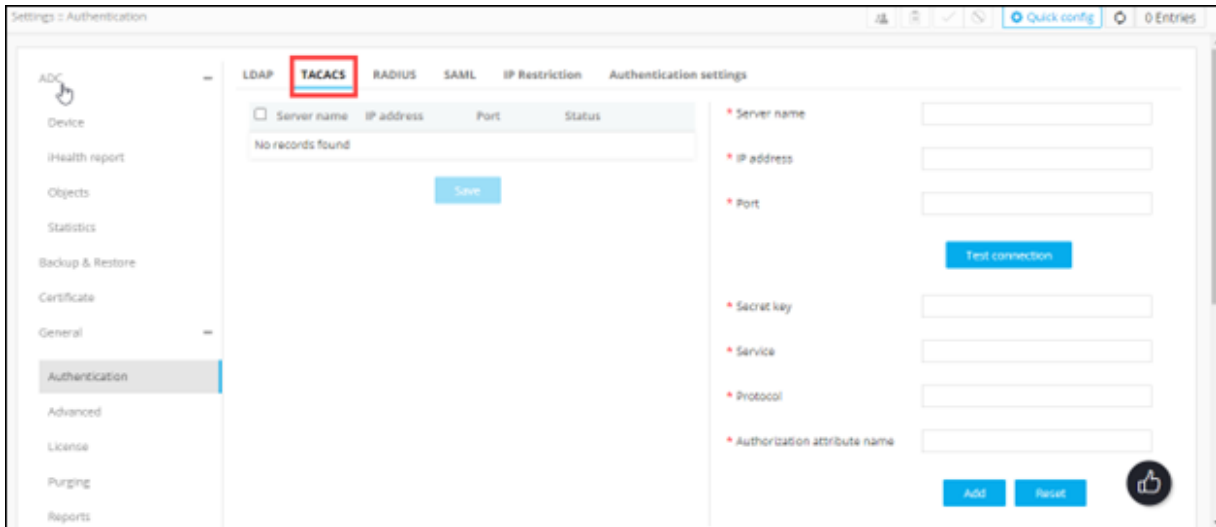 Settings :: Authentication
Quick config
0 Entries
ADC
Device
iHealth report
Objects
Statistics
Backup & Restore
Certificate
General
Authentication
Advanced
License
Purging
Reports
LDAP TACACS RADIUS SAML IP Restriction Authentication settings
Server name IP address Port Status
No records found
Save
* Server name
* IP address
* Port
Test connection
* Secret key
* Service
* Protocol
* Authorization attribute name
Add Reset